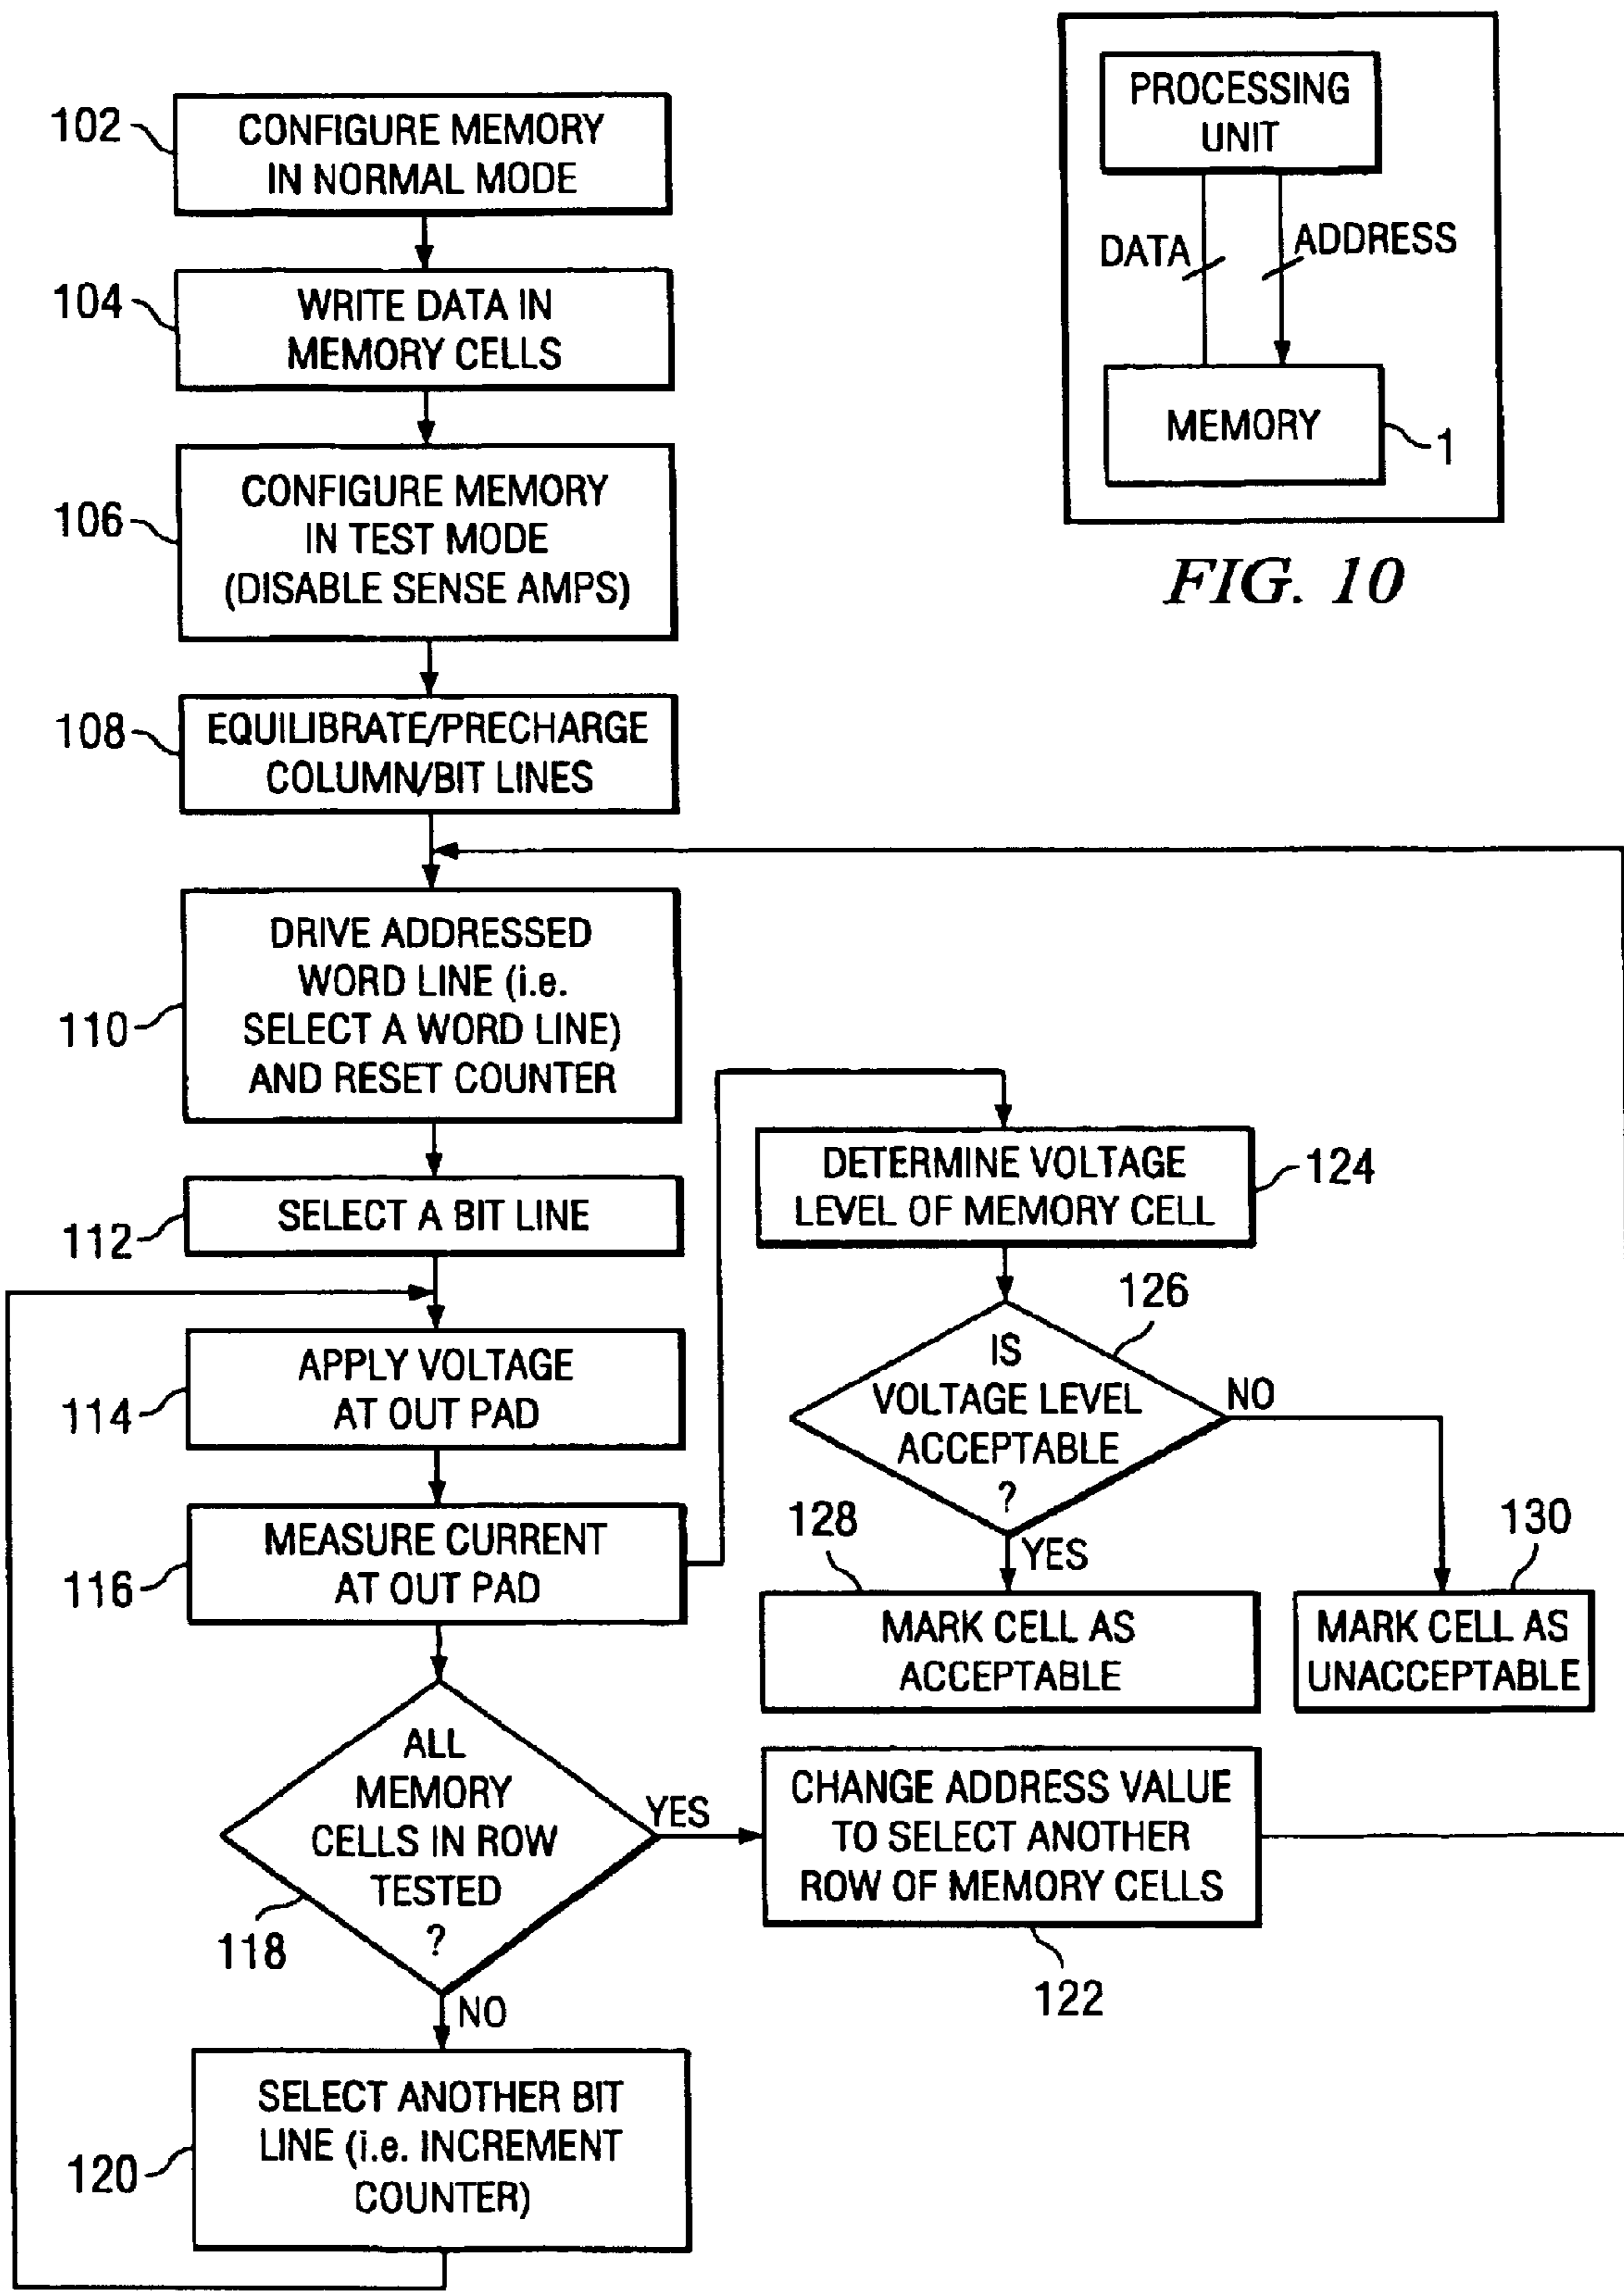 102
CONFIGURE MEMORY
IN NORMAL MODE
104
WRITE DATA IN
MEMORY CELLS
106
CONFIGURE MEMORY
IN TEST MODE
(DISABLE SENSE AMPS)
108
EQUILIBRATE/PRECHARGE
COLUMN/BIT LINES
110
DRIVE ADDRESSED
WORD LINE (i.e.
SELECT A WORD LINE)
AND RESET COUNTER
112
SELECT A BIT LINE
114
APPLY VOLTAGE
AT OUT PAD
116
MEASURE CURRENT
AT OUT PAD
118
ALL
MEMORY
CELLS IN ROW
TESTED
?
YES
NO
120
SELECT ANOTHER BIT
LINE (i.e. INCREMENT
COUNTER)
CHANGE ADDRESS VALUE
TO SELECT ANOTHER
ROW OF MEMORY CELLS
122
DETERMINE VOLTAGE
LEVEL OF MEMORY CELL
124
126
IS
VOLTAGE LEVEL
ACCEPTABLE
?
NO
YES
128
MARK CELL AS
ACCEPTABLE
130
MARK CELL AS
UNACCEPTABLE
PROCESSING
UNIT
DATA
ADDRESS
MEMORY
1
FIG. 10